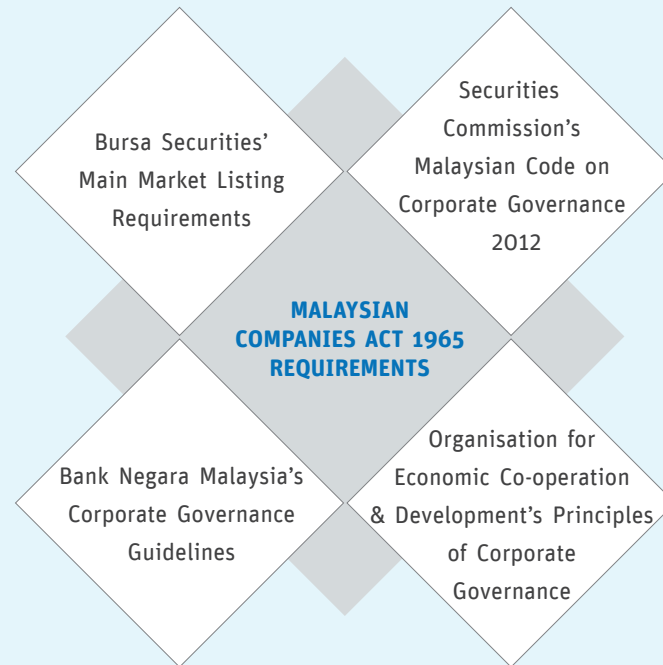 Bursa Securities'
Main Market Listing
Requirements
Securities
Commission's
Malaysian Code on
Corporate Governance
2012
MALAYSIAN
COMPANIES ACT 1965
REQUIREMENTS
Bank Negara Malaysia's
Corporate Governance
Guidelines
Organisation for
Economic Co-operation
& Development's Principles
of Corporate
Governance